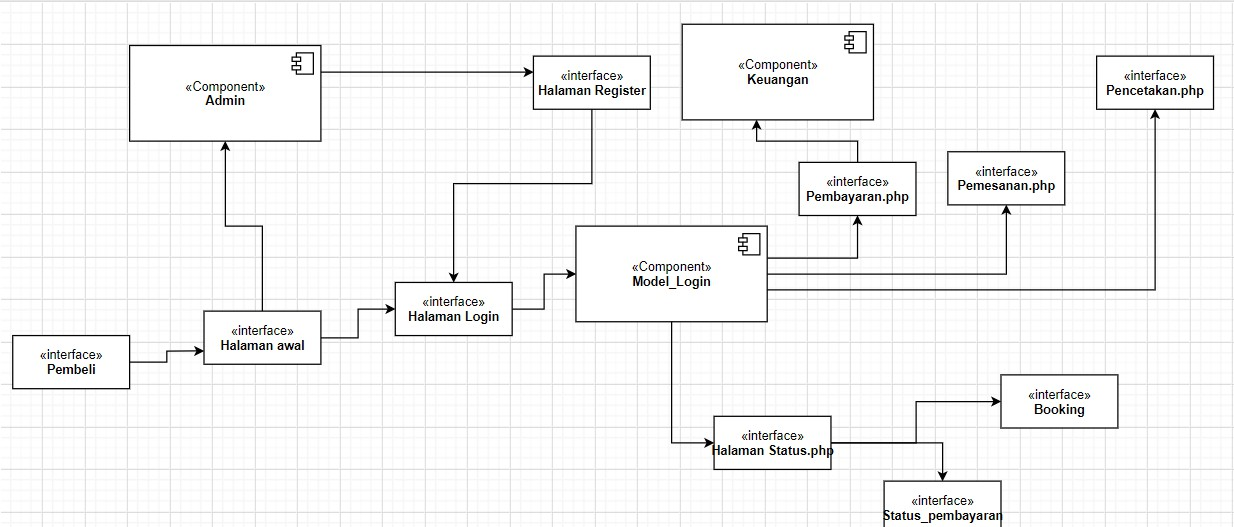 «Component»
Admin
«interface»
Halaman Register
«Component»
Keuangan
«interface»
Pencetakan.php
«interface»
Pembayaran.php
«interface»
Pemesanan.php
«Component»
Model_Login
«interface»
Halaman Login
«interface»
Halaman awal
«interface»
Pembeli
«interface»
Booking
«interface»
Halaman Status.php
«interface»
Status_pembayaran